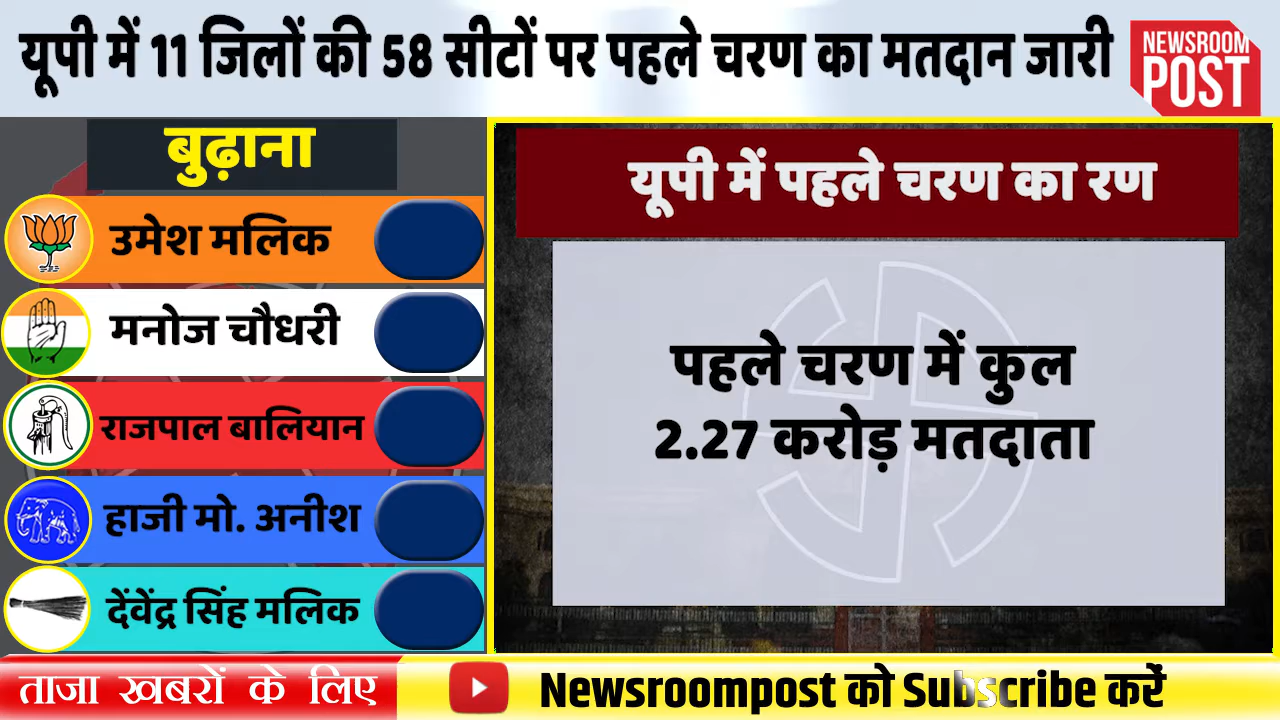 यूपी में 11 जिलों की 58 सीटों पर पहले चरण का मतदान जारी
NEWSROOM
POST
बुढ़ाना
उमेश मलिक
मनोज चौधरी
राजपाल बालियान
हाजी मो. अनीश
देंवेंद्र सिंह मलिक
यूपी में पहले चरण का रण
पहले चरण में कुल
2.27 करोड़ मतदाता
ताजा खबरों के लिए
Newsroompost को Subscribe करें